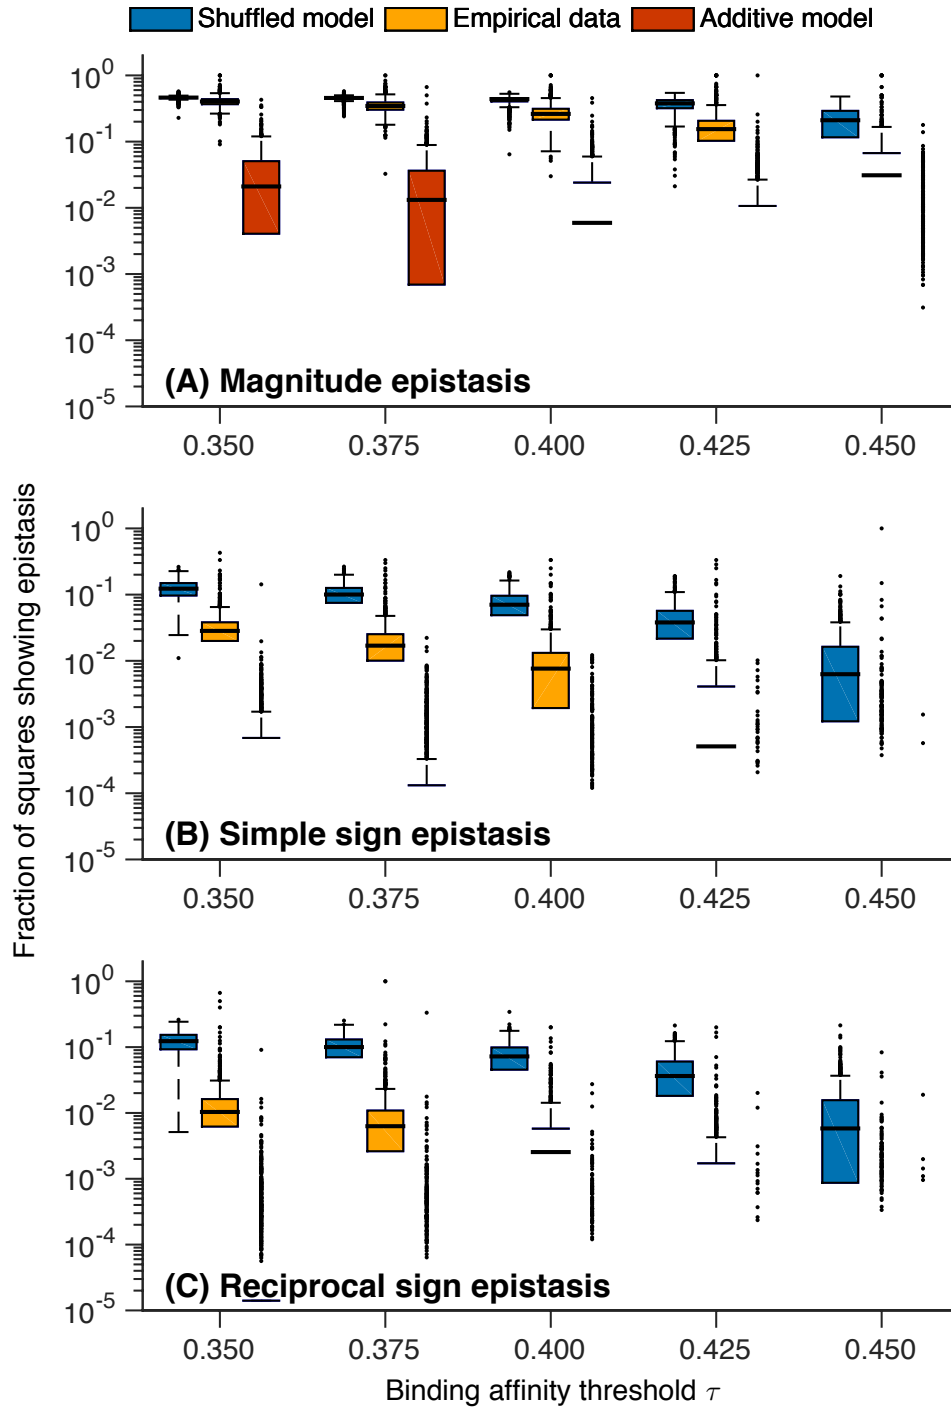 Shuffled model Empirical data Additive model
10^0
10^-1
10^-2
10^-3
10^-4
10^-5
(A) Magnitude epistasis
0.350 0.375 0.400 0.425 0.450
Fraction of squares showing epistasis
10^0
10^-1
10^-2
10^-3
10^-4
10^-5
(B) Simple sign epistasis
0.350 0.375 0.400 0.425 0.450
10^0
10^-1
10^-2
10^-3
10^-4
10^-5
(C) Reciprocal sign epistasis
0.350 0.375 0.400 0.425 0.450
Binding affinity threshold τ